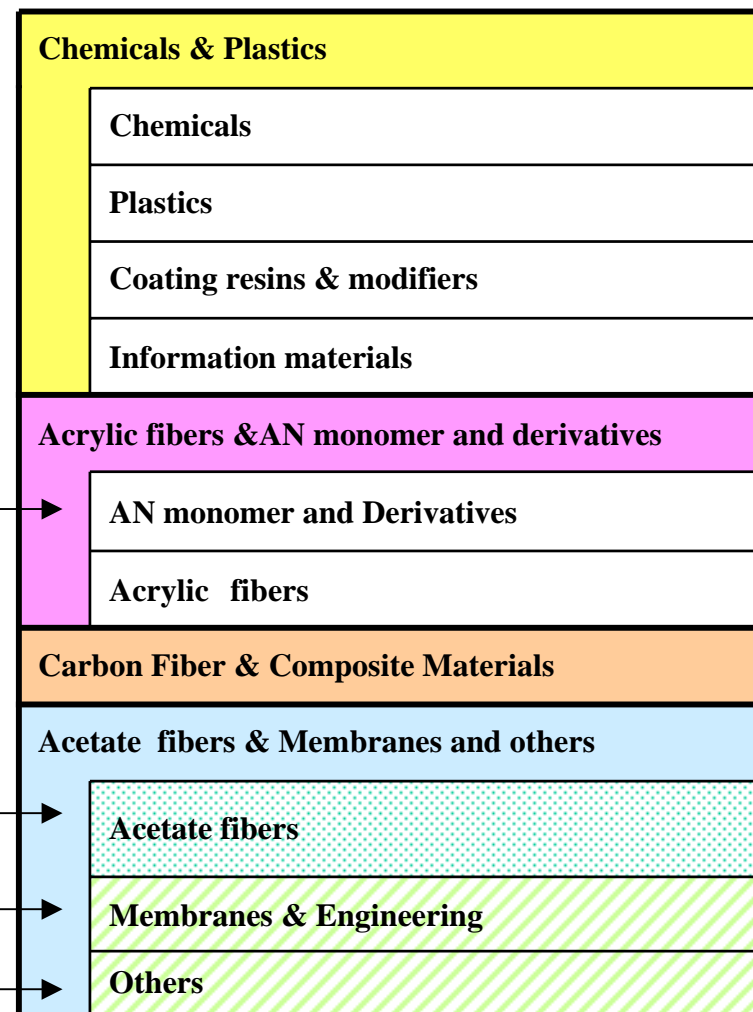 Chemicals & Plastics
Chemicals
Plastics
Coating resins & modifiers
Information materials
Acrylic fibers &AN monomer and derivatives
AN monomer and Derivatives
Acrylic fibers
Carbon Fiber & Composite Materials
Acetate fibers & Membranes and others
Acetate fibers
Membranes & Engineering
Others